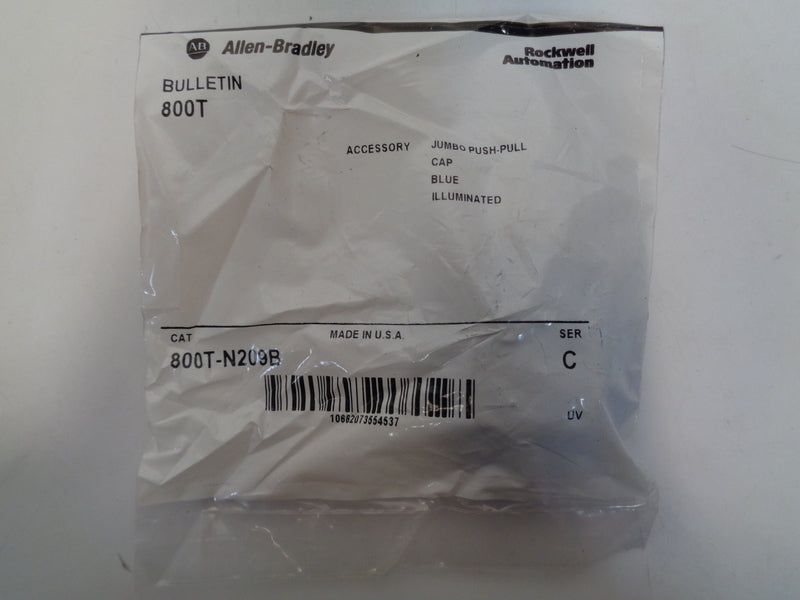 AB Allen-Bradley
Rockwell
Automation
BULLETIN
800T
ACCESSORY JUMBO PUSH-PULL
CAP
BLUE
ILLUMINATED
CAT MADE IN U.S.A. SER
800T-N209B C
10662073554537
UV